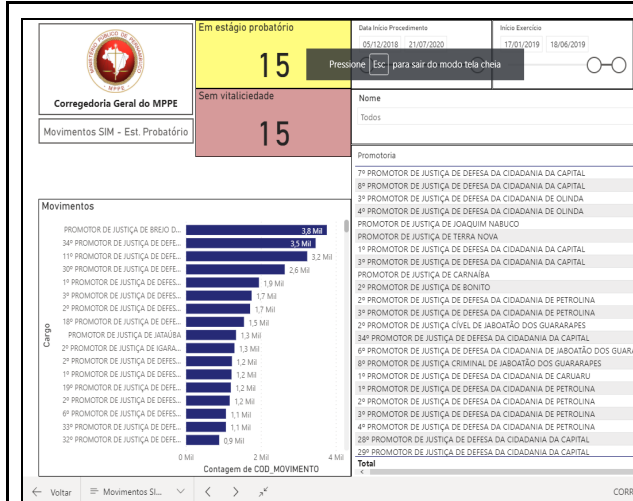 MINISTÉRIO PÚBLICO DE PERNAMBUCO
MPPE
Corregedoria Geral do MPPE
Movimentos SIM - Est. Probatório
Em estágio probatório
15
Sem vitaliciedade
15
Data Início Procedimento
05/12/2018 21/07/2020
Início Exercício
17/01/2019 18/06/2019
Pressione Esc para sair do modo tela cheia
Nome
Todos
Movimentos
Cargo
PROMOTOR DE JUSTIÇA DE BREJO D... 3,8 Mil
34º PROMOTOR DE JUSTIÇA DE DEFE... 3,5 Mil
11º PROMOTOR DE JUSTIÇA DE DEFE... 3,2 Mil
30º PROMOTOR DE JUSTIÇA DE DEFE... 2,6 Mil
1º PROMOTOR DE JUSTIÇA DE DEFES... 1,9 Mil
3º PROMOTOR DE JUSTIÇA DE DEFES... 1,7 Mil
2º PROMOTOR DE JUSTIÇA DE DEFES... 1,7 Mil
18º PROMOTOR DE JUSTIÇA DE DEFE... 1,5 Mil
PROMOTOR DE JUSTIÇA DE JATAÚBA 1,3 Mil
2º PROMOTOR DE JUSTIÇA DE IGARA... 1,3 Mil
2º PROMOTOR DE JUSTIÇA DE DEFES... 1,2 Mil
1º PROMOTOR DE JUSTIÇA DE DEFES... 1,2 Mil
19º PROMOTOR DE JUSTIÇA DE DEFE... 1,2 Mil
2º PROMOTOR DE JUSTIÇA DE DEFES... 1,2 Mil
6º PROMOTOR DE JUSTIÇA DE DEFES... 1,1 Mil
33º PROMOTOR DE JUSTIÇA DE DEFE... 1,1 Mil
32º PROMOTOR DE JUSTIÇA DE DEFE... 0,9 Mil
0 Mil 2 Mil 4 Mil
Contagem de COD_MOVIMENTO
Promotoria
7º PROMOTOR DE JUSTIÇA DE DEFESA DA CIDADANIA DA CAPITAL
8º PROMOTOR DE JUSTIÇA DE DEFESA DA CIDADANIA DA CAPITAL
3º PROMOTOR DE JUSTIÇA DE DEFESA DA CIDADANIA DE OLINDA
4º PROMOTOR DE JUSTIÇA DE DEFESA DA CIDADANIA DE OLINDA
PROMOTOR DE JUSTIÇA DE JOAQUIM NABUCO
PROMOTOR DE JUSTIÇA DE TERRA NOVA
1º PROMOTOR DE JUSTIÇA DE DEFESA DA CIDADANIA DA CAPITAL
3º PROMOTOR DE JUSTIÇA DE DEFESA DA CIDADANIA DA CAPITAL
PROMOTOR DE JUSTIÇA DE CARNAÍBA
2º PROMOTOR DE JUSTIÇA DE BONITO
2º PROMOTOR DE JUSTIÇA DE DEFESA DA CIDADANIA DE PETROLINA
3º PROMOTOR DE JUSTIÇA DE DEFESA DA CIDADANIA DE PETROLINA
2º PROMOTOR DE JUSTIÇA CÍVEL DE JABOATÃO DOS GUARARAPES
34º PROMOTOR DE JUSTIÇA DE DEFESA DA CIDADANIA DA CAPITAL
6º PROMOTOR DE JUSTIÇA DE DEFESA DA CIDADANIA DE JABOATÃO DOS GUARA
8º PROMOTOR DE JUSTIÇA CRIMINAL DE JABOATÃO DOS GUARARAPES
1º PROMOTOR DE JUSTIÇA DE DEFESA DA CIDADANIA DE CARUARU
1º PROMOTOR DE JUSTIÇA DE DEFESA DA CIDADANIA DE PETROLINA
2º PROMOTOR DE JUSTIÇA DE DEFESA DA CIDADANIA DE PETROLINA
3º PROMOTOR DE JUSTIÇA DE DEFESA DA CIDADANIA DE PETROLINA
4º PROMOTOR DE JUSTIÇA DE DEFESA DA CIDADANIA DE PETROLINA
28º PROMOTOR DE JUSTIÇA DE DEFESA DA CIDADANIA DA CAPITAL
29º PROMOTOR DE JUSTIÇA DE DEFESA DA CIDADANIA DA CAPITAL
Total
Voltar Movimentos SI... CORR